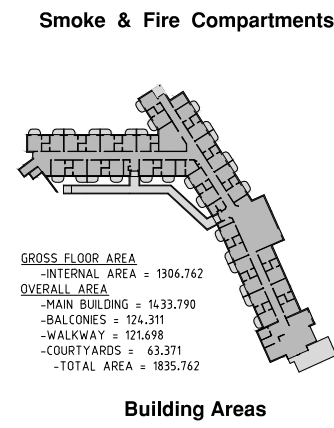 Smoke & Fire Compartments
GROSS FLOOR AREA
-INTERNAL AREA = 1306.762
OVERALL AREA
-MAIN BUILDING = 1433.790
-BALCONIES = 124.311
-WALKWAY = 121.698
-COURTYARDS = 63.371
-TOTAL AREA = 1835.762
Building Areas